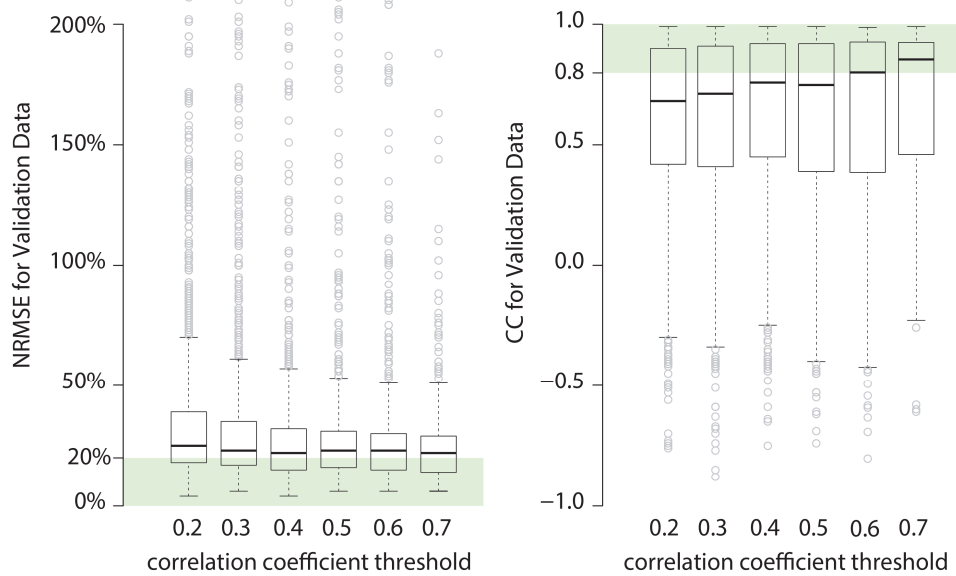 NRMSE for Validation Data
200%
150%
100%
50%
20%
0%
0.2 0.3 0.4 0.5 0.6 0.7
correlation coefficient threshold
CC for Validation Data
1.0
0.8
0.5
0.0
−0.5
−1.0
0.2 0.3 0.4 0.5 0.6 0.7
correlation coefficient threshold